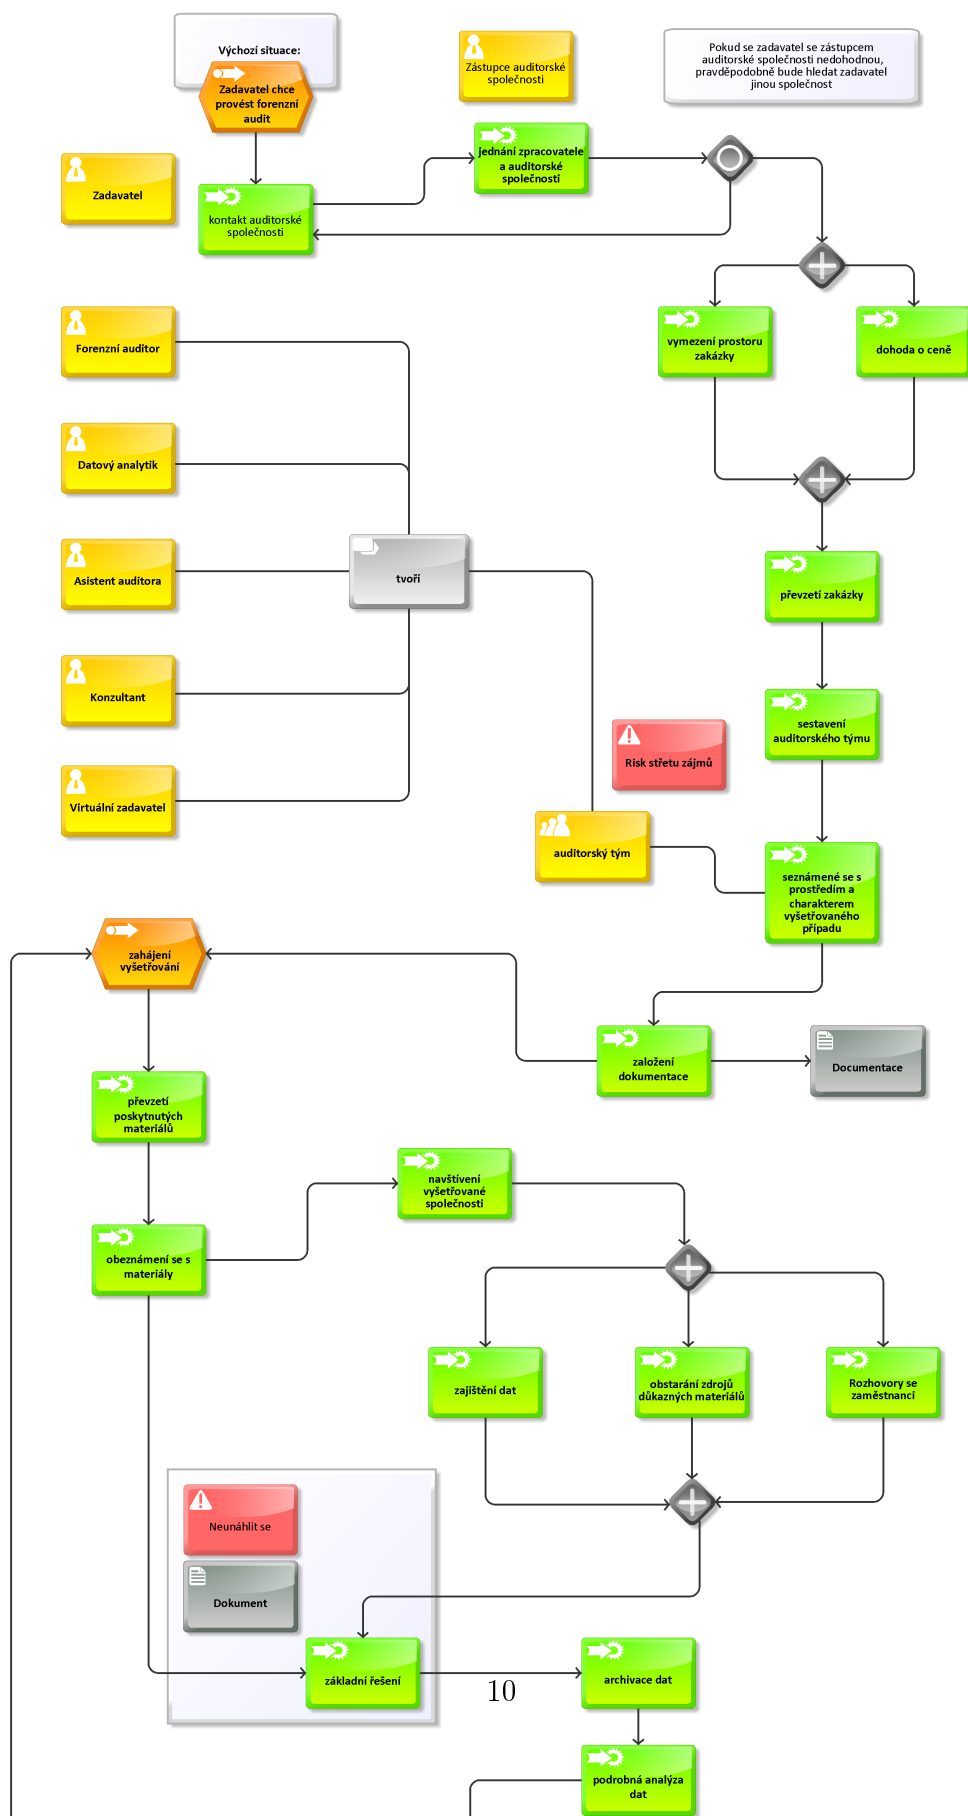 Výchozí situace:
Zadavatel chce
provést forenzní
audit
Zástupce auditorské
společnosti
Pokud se zadavatel se zástupcem
auditorské společnosti nedohodnou,
pravděpodobně bude hledat zadavatel
jinou společnost
Zadavatel
kontakt auditorské
společnosti
jednání zpracovatele
a auditorské
společnosti
vymezení prostoru
zakázky
dohoda o ceně
Forenzní auditor
Datový analytik
Asistent auditora
Konzultant
Virtuální zadavatel
tvoří
převzetí zakázky
sestavení
auditorského týmu
Risk střetu zájmů
auditorský tým
seznámené se s
prostředím a
charakterem
vyšetřovaného
případu
zahájení
vyšetřování
založení
dokumentace
Documentace
převzetí
poskytnutých
materiálů
navštívení
vyšetřované
společnosti
obeznámení se s
materiály
zajištění dat
obstarání zdrojů
důkazných materiálů
Rozhovory se
zaměstnanci
Neunáhlit se
Dokument
základní řešení
archivace dat
10
podrobná analýza
dat